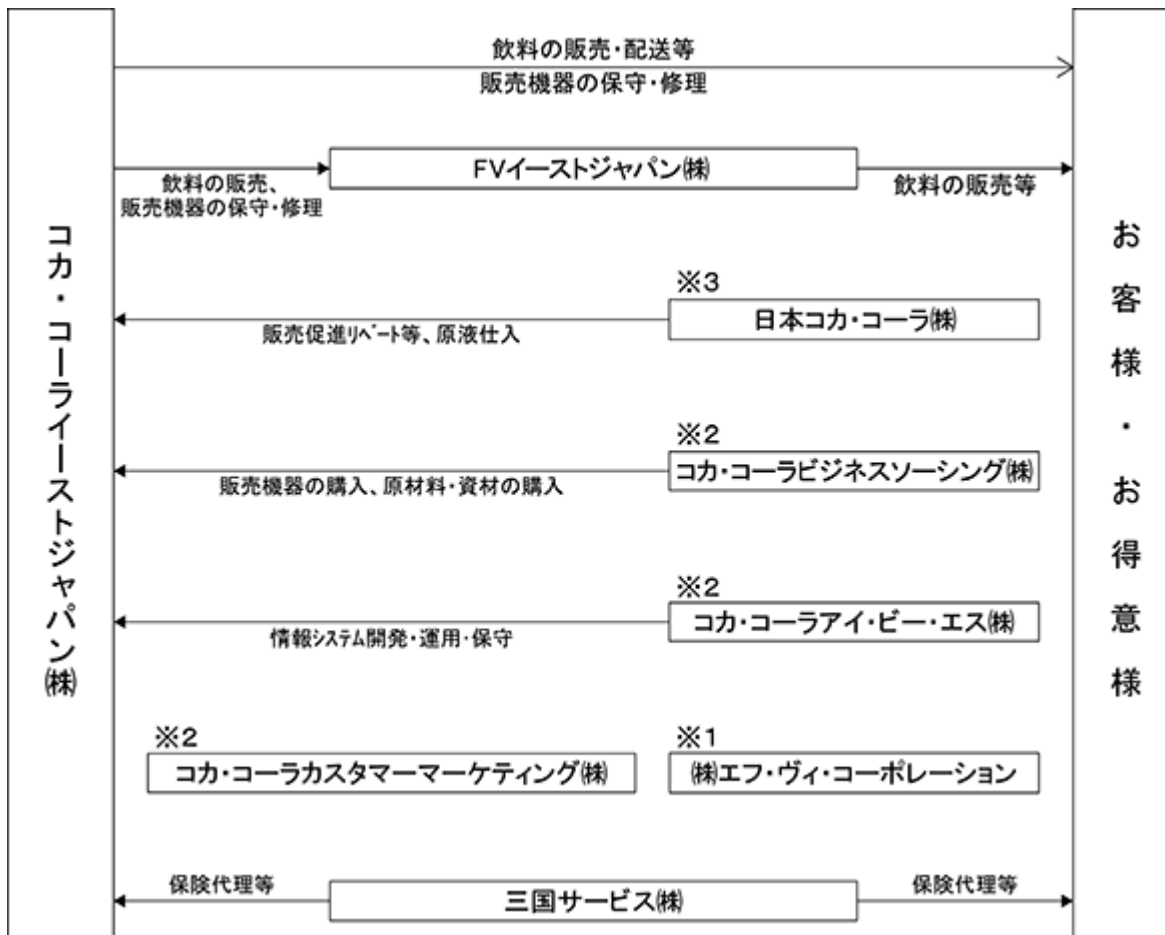 飲料の販売・配送等
販売機器の保守・修理
FVイーストジャパン㈱
飲料の販売、
販売機器の保守・修理
飲料の販売等
コカ・コーライーストジャパン㈱
お客様・お得意様
※3
日本コカ・コーラ㈱
販売促進ﾘﾍﾞｰﾄ等、原液仕入
※2
コカ・コーラビジネスソーシング㈱
販売機器の購入、原材料・資材の購入
※2
コカ・コーラアイ・ビー・エス㈱
情報ｼｽﾃﾑ開発・運用・保守
※2
コカ・コーラカスタマーマーケティング㈱
※1
㈱エフ・ヴィ・コーポレーション
保険代理等
三国サービス㈱
保険代理等